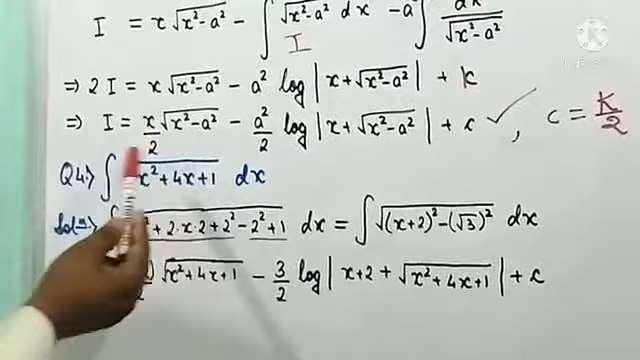 I = x √x²-a² - ∫ √x²-a² dx - a² ∫ dx/√x²-a²
I
⇒ 2I = x √x²-a² - a² log | x + √x²-a² | + k
⇒ I = x/2 √x²-a² - a²/2 log | x + √x²-a² | + c ✓, c = K/2
Q4.> ∫ x²+4x+1 dx
Sol(n):> + 2·x·2 + 2² - 2² + 1 dx = ∫ √(x+2)² - (√3)² dx
√x²+4x+1 - 3/2 log | x+2 + √x²+4x+1 | + c